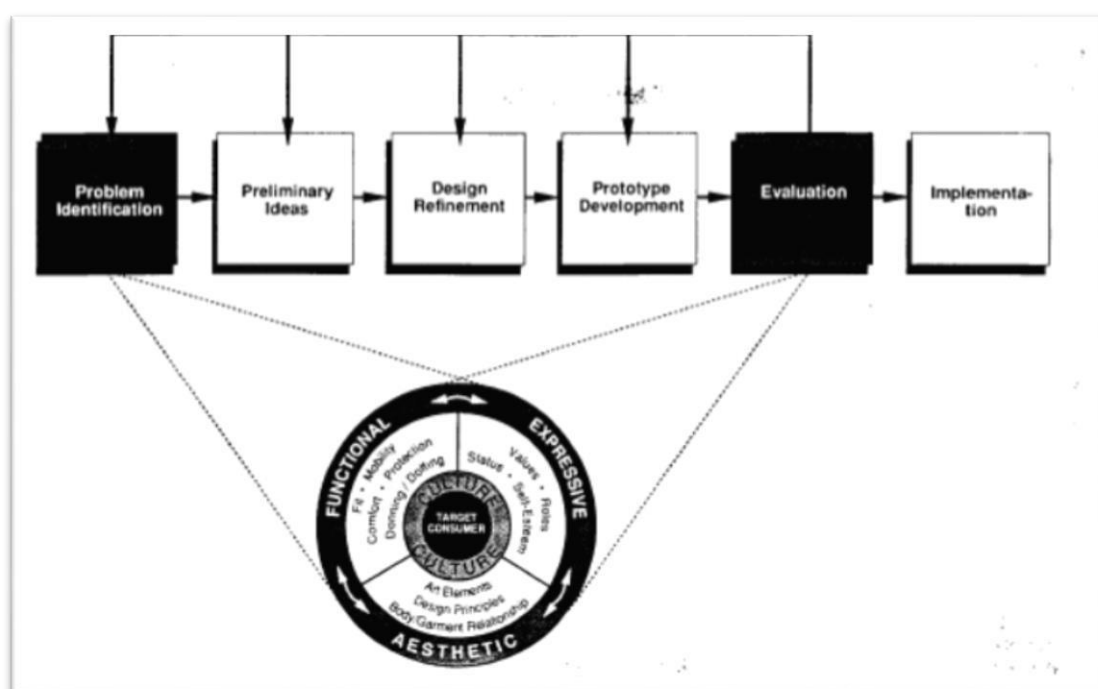 Problem
Identification
Preliminary
Ideas
Design
Refinement
Prototype
Development
Evaluation
Implementa-
tion
FUNCTIONAL
Fit • Mobility
Comfort • Protection
Donning / Doffing
EXPRESSIVE
Values • Roles
Status • Self-Esteem
CULTURE
TARGET
CONSUMER
CULTURE
Art Elements
Design Principles
Body/Garment Relationship
AESTHETIC